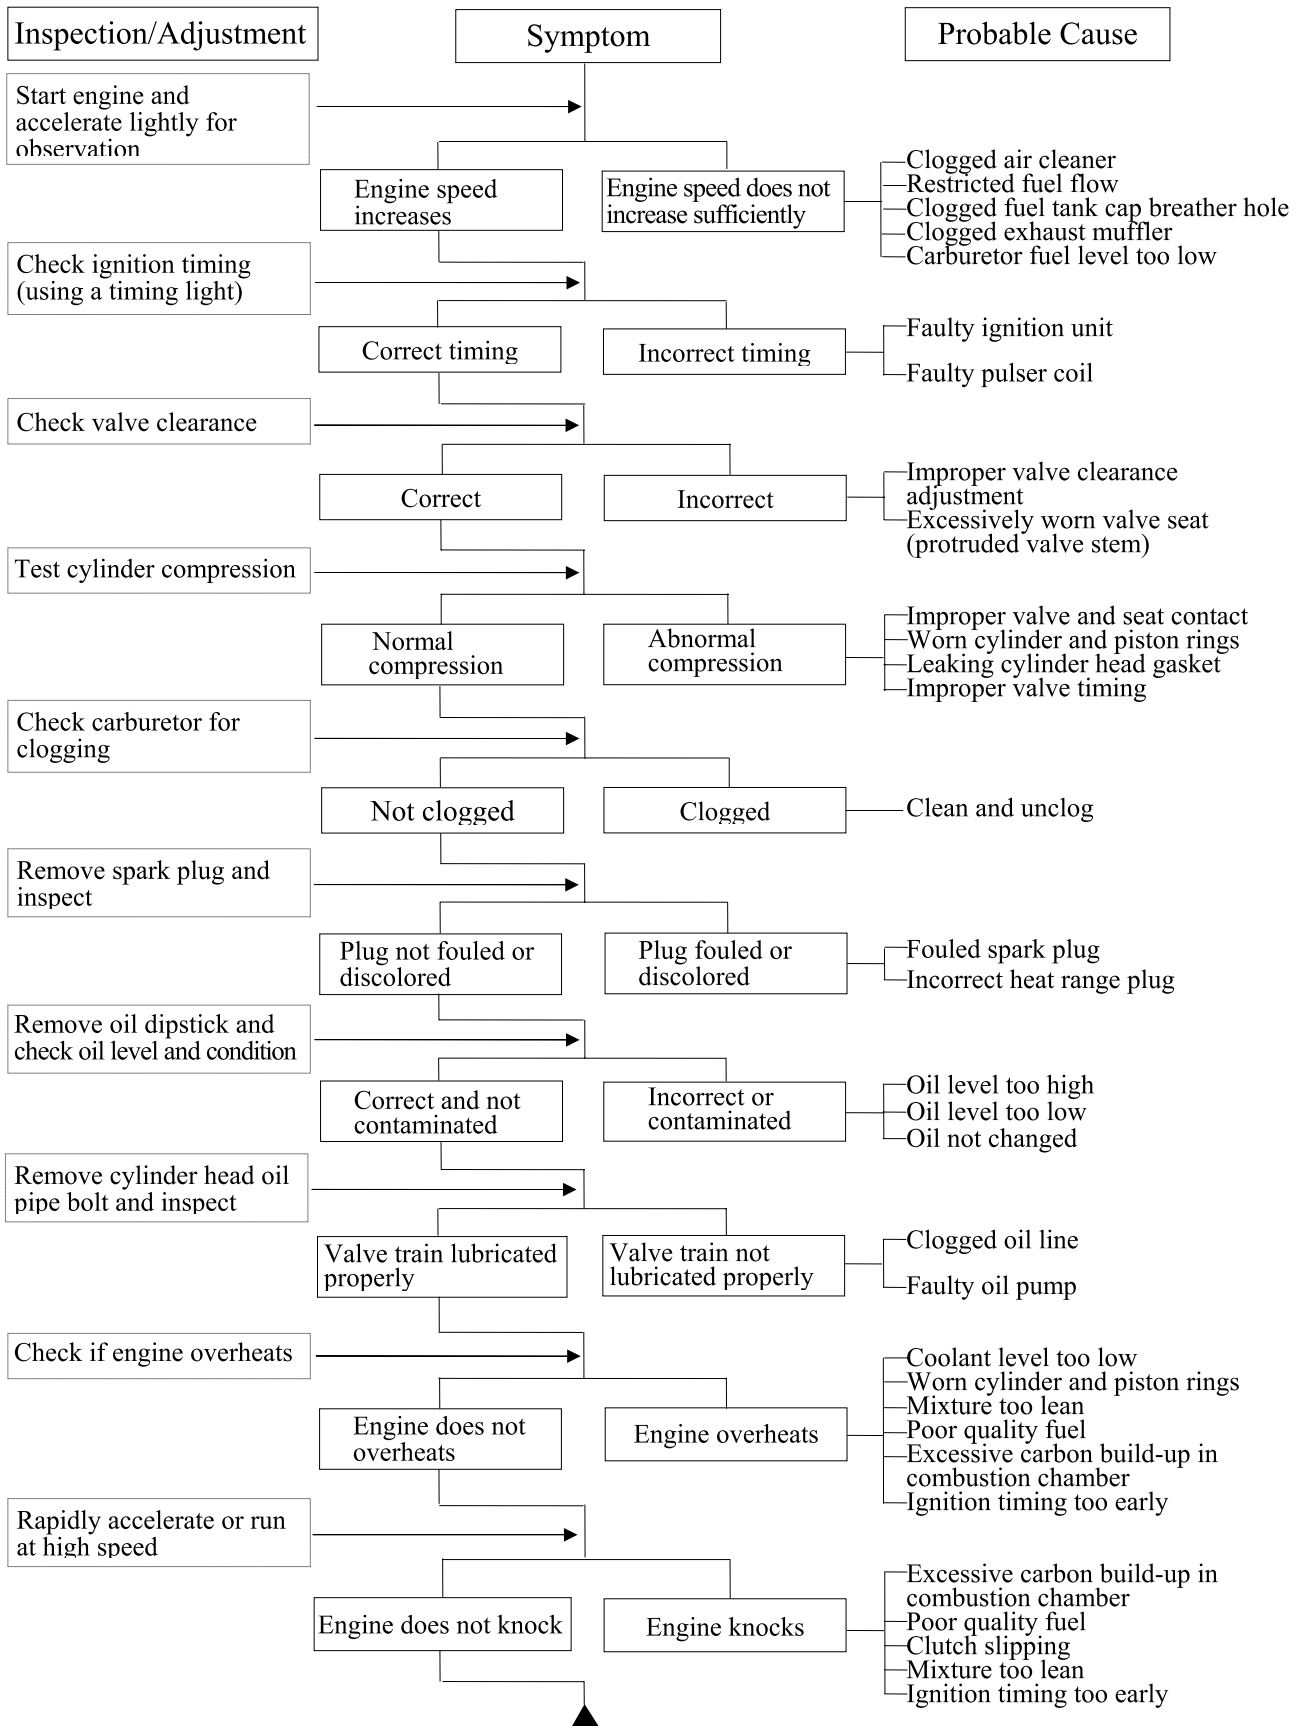 Inspection/Adjustment
Symptom
Probable Cause
Start engine and
accelerate lightly for
observation
Engine speed
increases
Engine speed does not
increase sufficiently
Clogged air cleaner
Restricted fuel flow
Clogged fuel tank cap breather hole
Clogged exhaust muffler
Carburetor fuel level too low
Check ignition timing
(using a timing light)
Correct timing
Incorrect timing
Faulty ignition unit
Faulty pulser coil
Check valve clearance
Correct
Incorrect
Improper valve clearance
adjustment
Excessively worn valve seat
(protruded valve stem)
Test cylinder compression
Normal
compression
Abnormal
compression
Improper valve and seat contact
Worn cylinder and piston rings
Leaking cylinder head gasket
Improper valve timing
Check carburetor for
clogging
Not clogged
Clogged
Clean and unclog
Remove spark plug and
inspect
Plug not fouled or
discolored
Plug fouled or
discolored
Fouled spark plug
Incorrect heat range plug
Remove oil dipstick and
check oil level and condition
Correct and not
contaminated
Incorrect or
contaminated
Oil level too high
Oil level too low
Oil not changed
Remove cylinder head oil
pipe bolt and inspect
Valve train lubricated
properly
Valve train not
lubricated properly
Clogged oil line
Faulty oil pump
Check if engine overheats
Engine does not
overheats
Engine overheats
Coolant level too low
Worn cylinder and piston rings
Mixture too lean
Poor quality fuel
Excessive carbon build-up in
combustion chamber
Ignition timing too early
Rapidly accelerate or run
at high speed
Engine does not knock
Engine knocks
Excessive carbon build-up in
combustion chamber
Poor quality fuel
Clutch slipping
Mixture too lean
Ignition timing too early